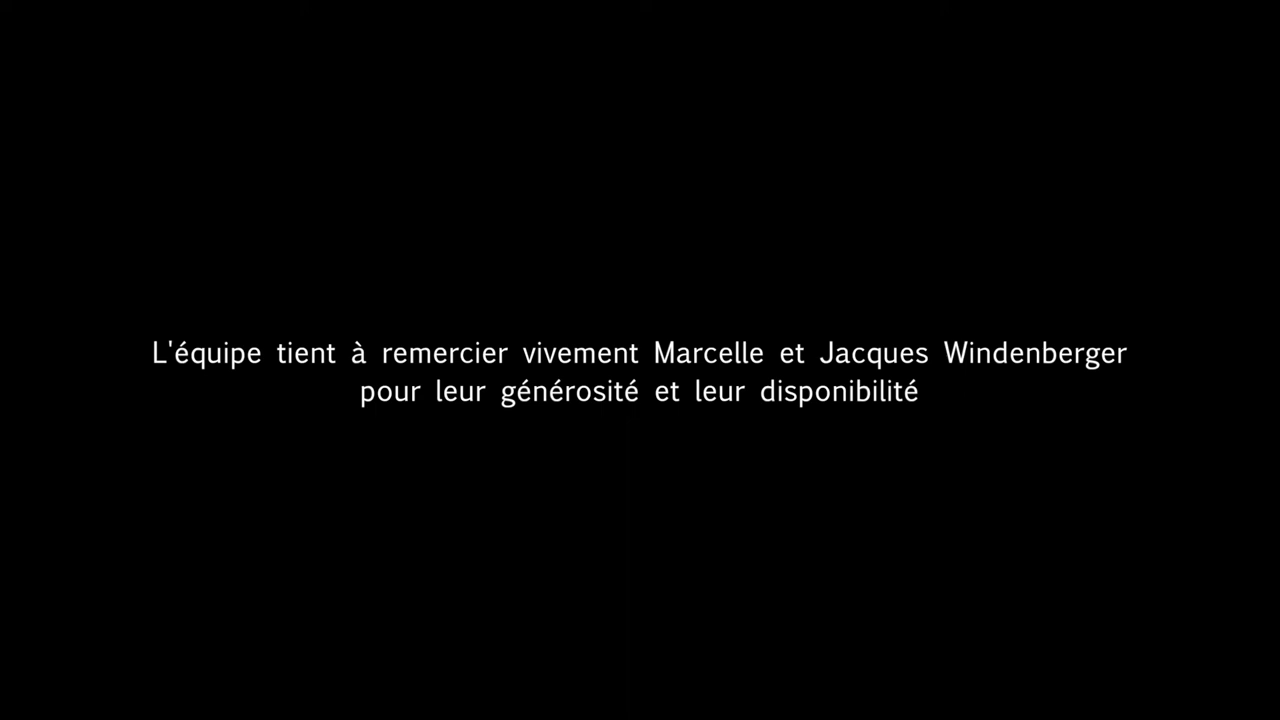 L'équipe tient à remercier vivement Marcelle et Jacques Windenberger
pour leur générosité et leur disponibilité